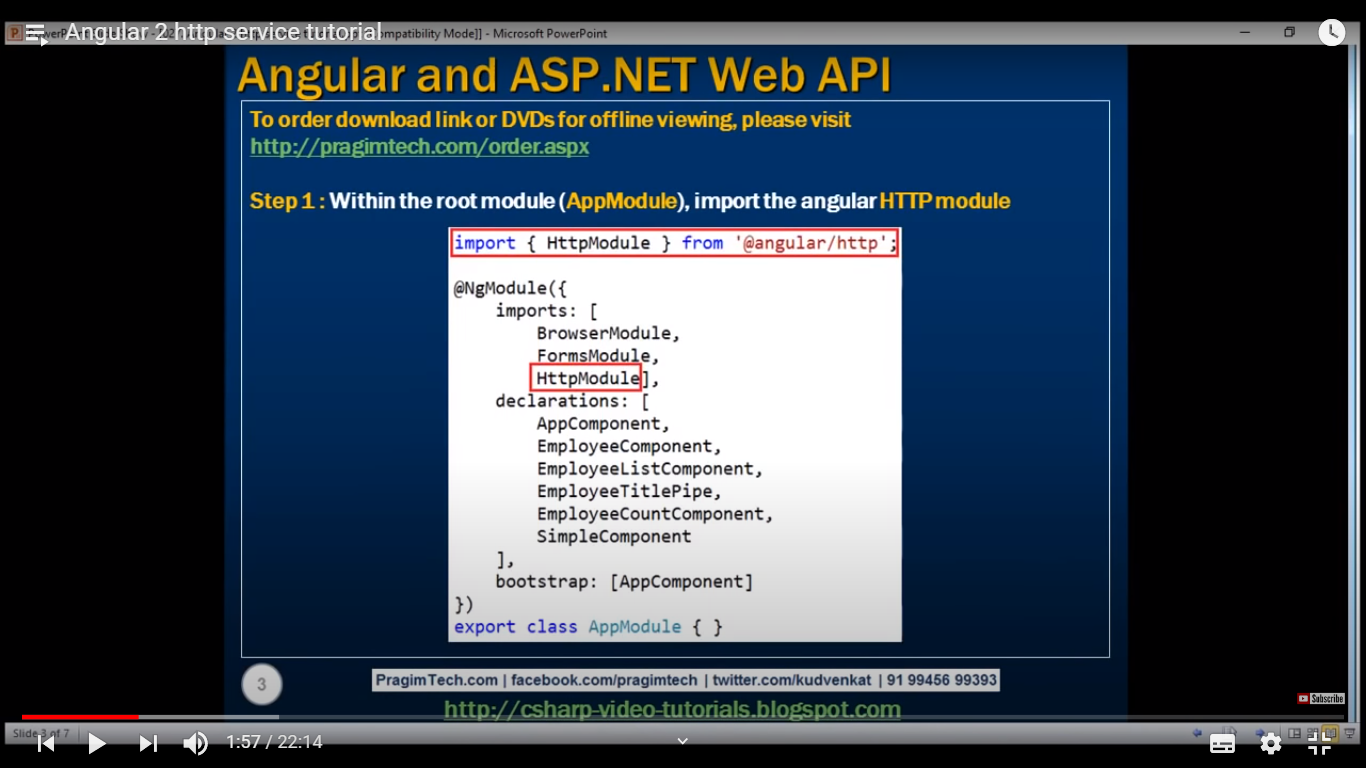 Angular 2 http service tutorial
ompatibility Mode]] - Microsoft PowerPoint
Angular and ASP.NET Web API
To order download link or DVDs for offline viewing, please visit
http://pragimtech.com/order.aspx
Step 1 : Within the root module (AppModule), import the angular HTTP module
import { HttpModule } from '@angular/http';
@NgModule({
imports: [
BrowserModule,
FormsModule,
HttpModule],
declarations: [
AppComponent,
EmployeeComponent,
EmployeeListComponent,
EmployeeTitlePipe,
EmployeeCountComponent,
SimpleComponent
],
bootstrap: [AppComponent]
})
export class AppModule { }
3
PragimTech.com | facebook.com/pragimtech | twitter.com/kudvenkat | 91 99456 99393
http://csharp-video-tutorials.blogspot.com
Subscribe
Slide 3 of 7
1:57 / 22:14